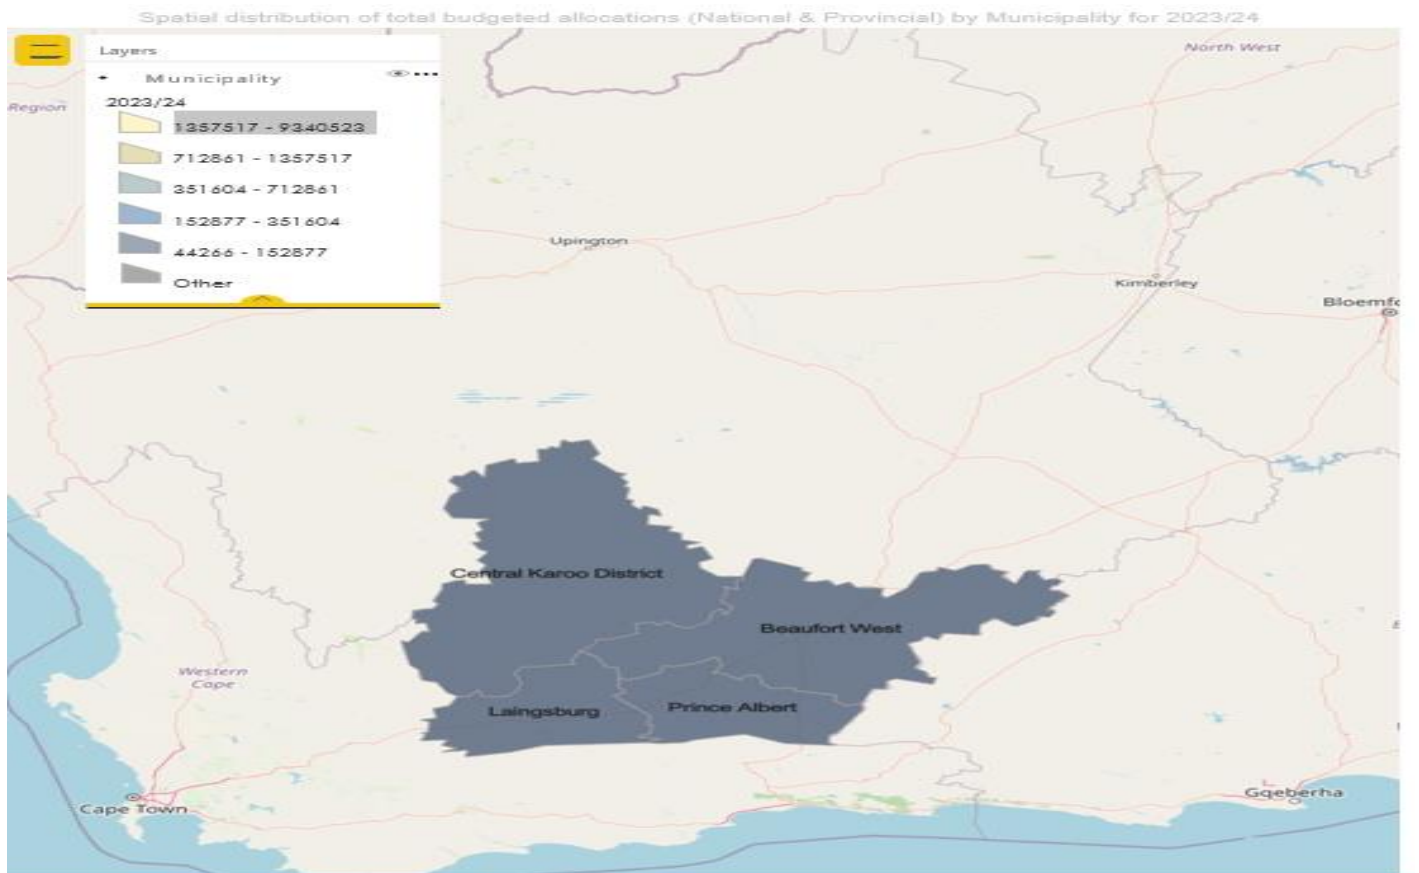 Spatial distribution of total budgeted allocations (National & Provincial) by Municipality for 2023/24
Layers
Municipality
2023/24
1357517 - 9340523
712861 - 1357517
351604 - 712861
152877 - 351604
44266 - 152877
Other
North West
Region
Upington
Kimberley
Bloemfo
Central Karoo District
Beaufort West
Western
Cape
Laingsburg
Prince Albert
Cape Town
Gqeberha